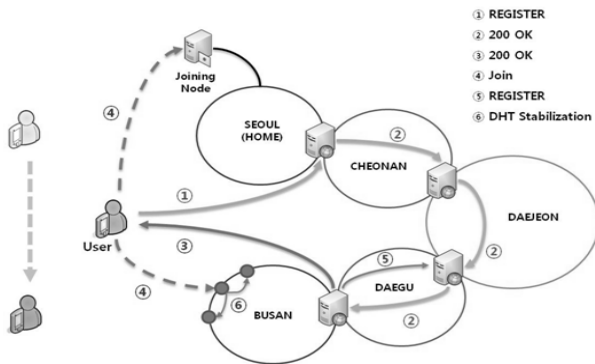 ① REGISTER
② 200 OK
③ 200 OK
④ Join
⑤ REGISTER
⑥ DHT Stabilization
Joining
Node
④
SEOUL
(HOME)
②
CHEONAN
①
DAEJEON
User
③
②
⑤
④
⑥
DAEGU
BUSAN
②